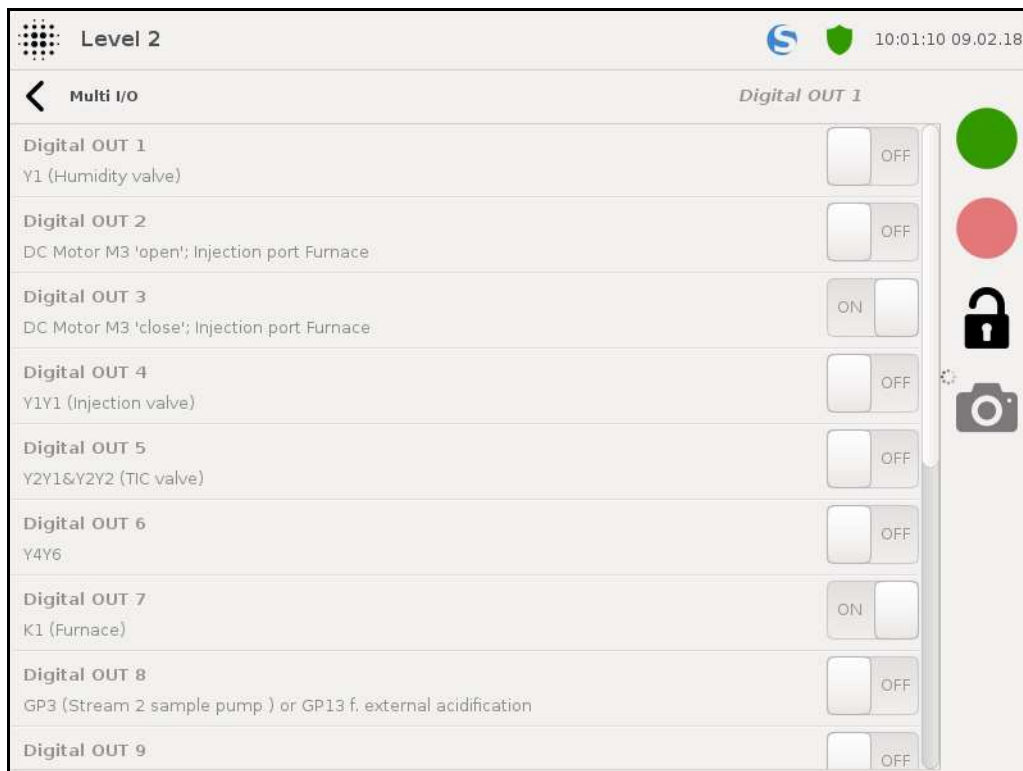 Level 2
10:01:10 09.02.18
Multi I/O
Digital OUT 1
Digital OUT 1
OFF
Y1 (Humidity valve)
Digital OUT 2
OFF
DC Motor M3 'open'; Injection port Furnace
Digital OUT 3
ON
DC Motor M3 'close'; Injection port Furnace
Digital OUT 4
OFF
Y1Y1 (Injection valve)
Digital OUT 5
OFF
Y2Y1&Y2Y2 (TIC valve)
Digital OUT 6
OFF
Y4Y6
Digital OUT 7
ON
K1 (Furnace)
Digital OUT 8
OFF
GP3 (Stream 2 sample pump ) or GP13 f. external acidification
Digital OUT 9
OFF